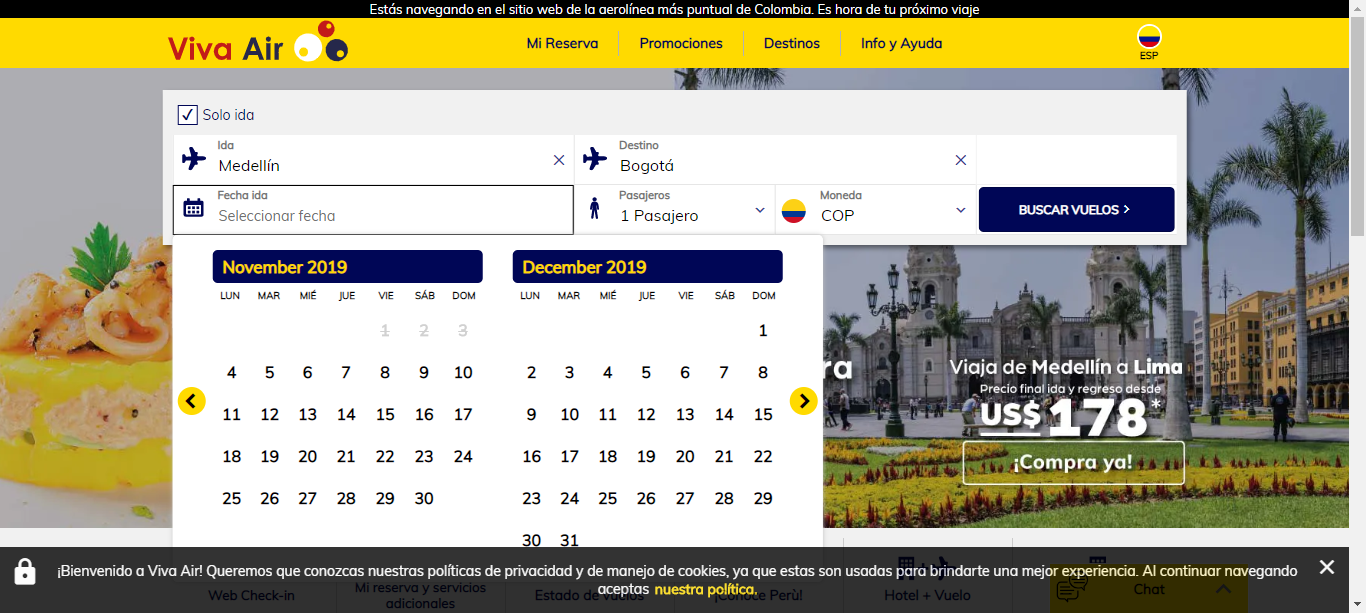 Estás navegando en el sitio web de la aerolínea más puntual de Colombia. Es hora de tu próximo viaje
Viva Air
Mi Reserva
Promociones
Destinos
Info y Ayuda
ESP
Solo ida
Ida
Medellín
Destino
Bogotá
Fecha ida
Seleccionar fecha
Pasajeros
1 Pasajero
Moneda
COP
BUSCAR VUELOS
November 2019
LUN MAR MIÉ JUE VIE SÁB DOM
1 2 3
4 5 6 7 8 9 10
11 12 13 14 15 16 17
18 19 20 21 22 23 24
25 26 27 28 29 30
December 2019
LUN MAR MIÉ JUE VIE SÁB DOM
1
2 3 4 5 6 7 8
9 10 11 12 13 14 15
16 17 18 19 20 21 22
23 24 25 26 27 28 29
30 31
ra
Viaja de Medellín a Lima
Precio final ida y regreso desde
US$ 178*
¡Compra ya!
¡Bienvenido a Viva Air! Queremos que conozcas nuestras políticas de privacidad y de manejo de cookies, ya que estas son usadas para brindarte una mejor experiencia. Al continuar navegando
aceptas nuestra política.
Web Check-in
Mi reserva y servicios
adicionales
Estado de vuelos
¡Conoce Perù!
Hotel + Vuelo
Chat